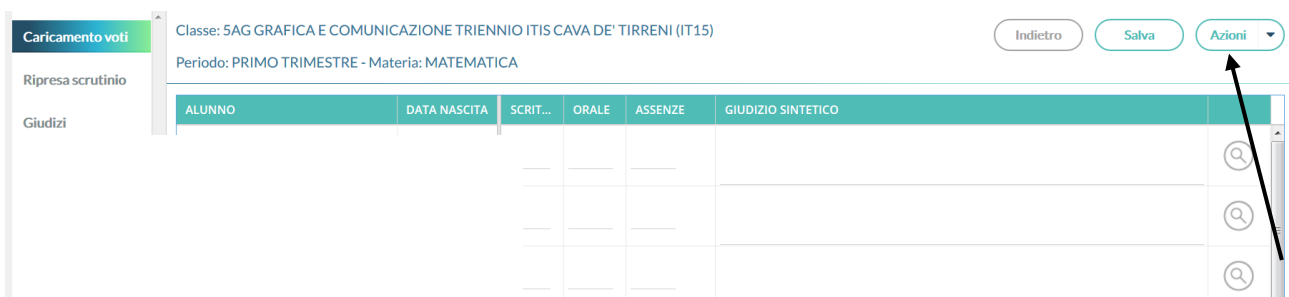 Caricamento voti
Ripresa scrutinio
Giudizi
Classe: 5AG GRAFICA E COMUNICAZIONE TRIENNIO ITIS CAVA DE' TIRRENI (IT15)
Periodo: PRIMO TRIMESTRE - Materia: MATEMATICA
Indietro Salva Azioni
ALUNNO DATA NASCITA SCRIT... ORALE ASSENZE GIUDIZIO SINTETICO